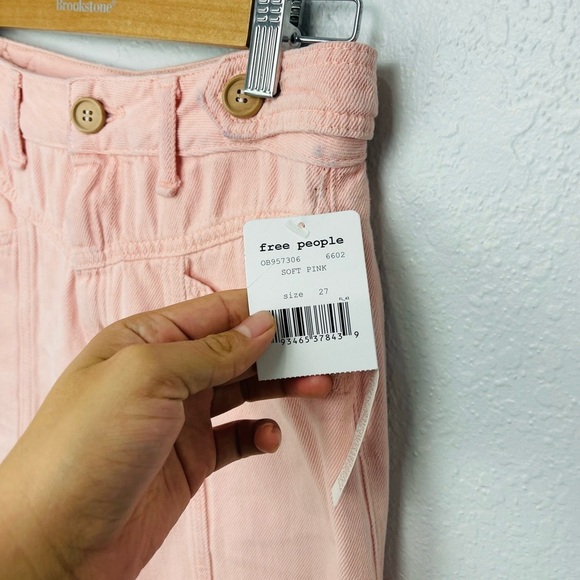 Brookstone®
free people
OB957306 6602
SOFT PINK
size 27
93465 37843 9